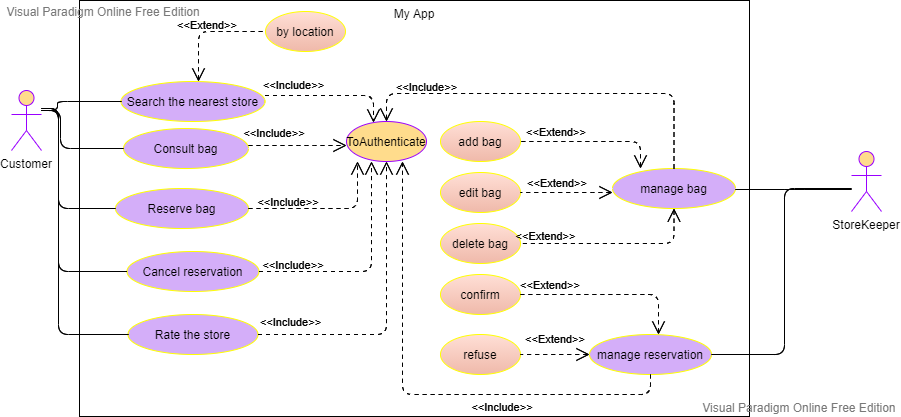 Visual Paradigm Online Free Edition
My App
<<Extend>>
by location
Search the nearest store
<<Include>>
<<Include>>
Consult bag
<<Include>>
ToAuthenticate
add bag
<<Extend>>
Customer
edit bag
<<Extend>>
manage bag
Reserve bag
<<Include>>
StoreKeeper
delete bag
<<Extend>>
Cancel reservation
<<Include>>
confirm
<<Extend>>
Rate the store
<<Include>>
refuse
<<Extend>>
manage reservation
<<Include>>
Visual Paradigm Online Free Edition